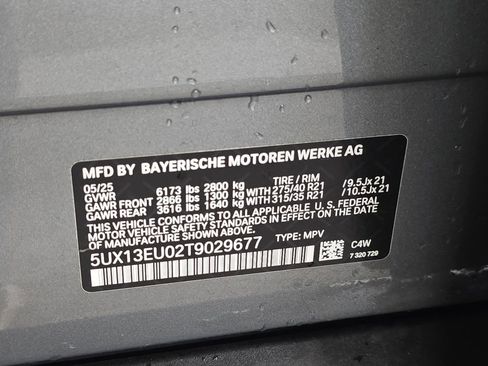 MFD BY BAYERISCHE MOTOREN WERKE AG
05/25 TIRE / RIM
GVWR 6173 lbs 2800 kg
GAWR FRONT 2866 lbs 1300 kg WITH 275/40 R21 / 9.5Jx 21
GAWR REAR 3616 lbs 1640 kg WITH 315/35 R21 / 10.5Jx 21
THIS VEHICLE CONFORMS TO ALL APPLICABLE U. S. FEDERAL
MOTOR VEHICLE SAFETY STANDARDS IN EFFECT ON THE DATE
OF MANUFACTURE SHOWN ABOVE.
5UX13EU02T9029677 TYPE: MPV
C4W
7 320 729